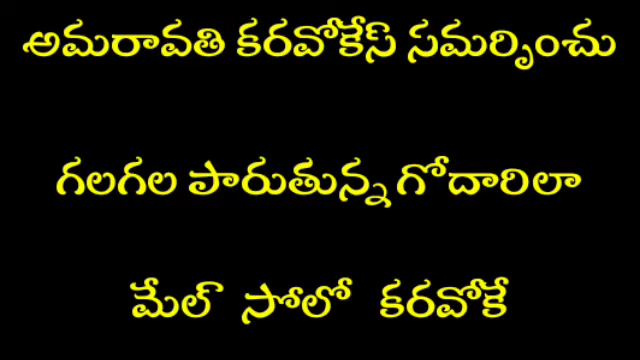 అమరావతి కరవోకేస్ సమర్పించు
గలగల పారుతున్న గోదారిలా
మేల్ సోలో కరవోకే